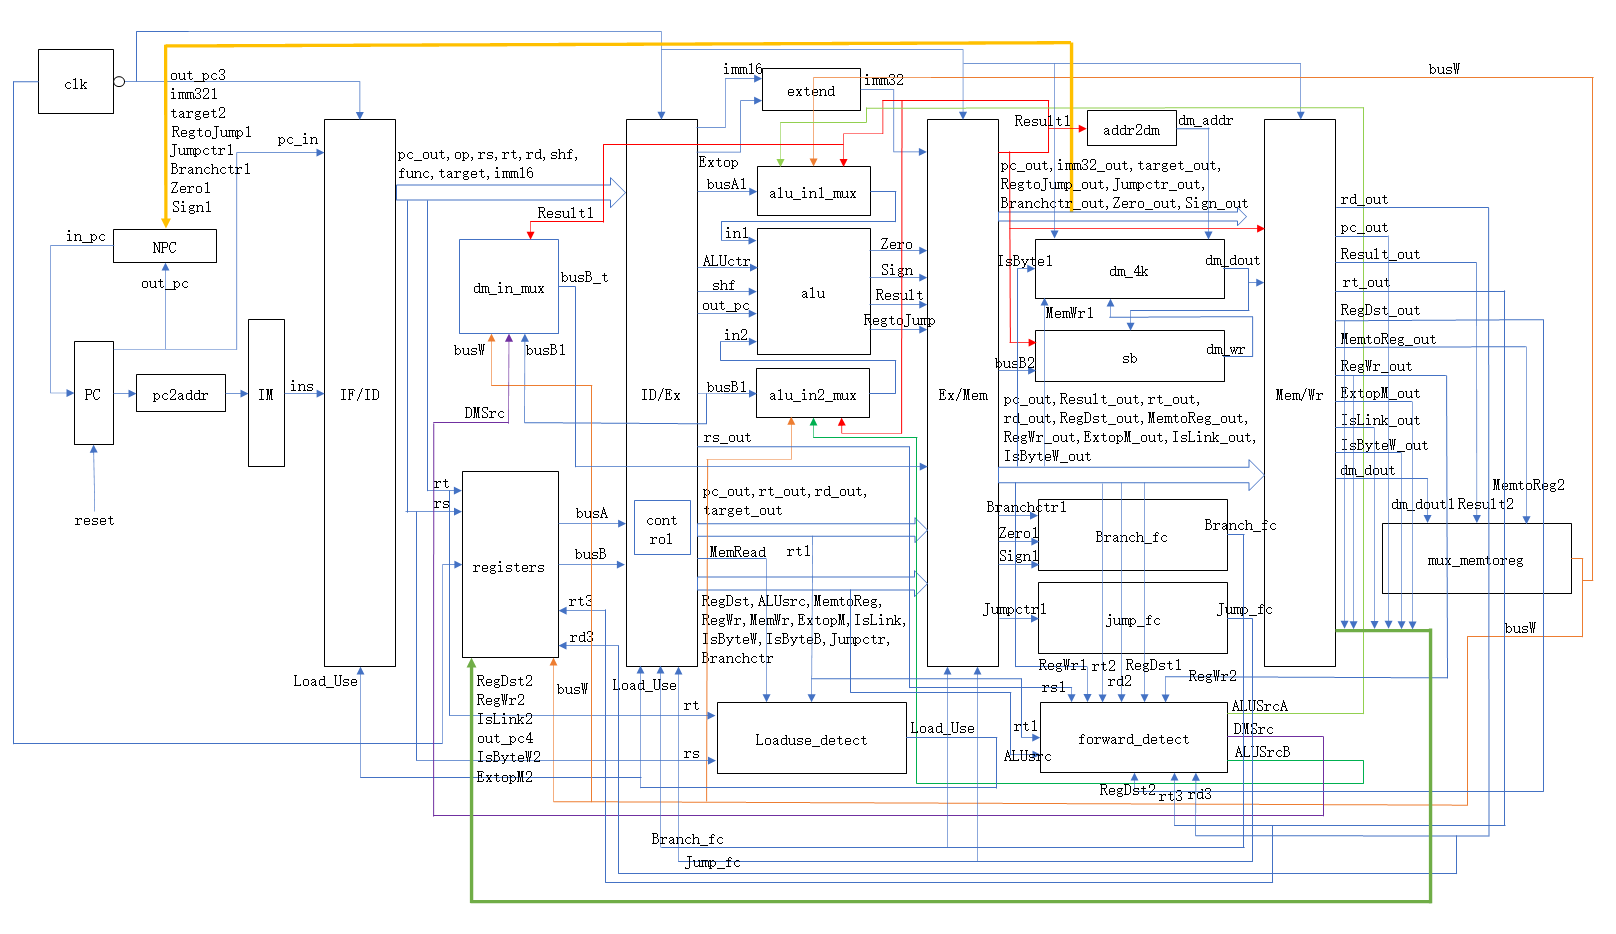 clk
out_pc3
imm321
target2
RegtoJump1
Jumpctr1
Branchctr1
Zero1
Sign1
pc_in
in_pc
NPC
out_pc
PC
pc2addr
IM
ins
reset
IF/ID
Load_Use
pc_out, op, rs, rt, rd, shf,
func, target, imm16
Result1
dm_in_mux
busB_t
busW
busB1
DMSrc
rt
rs
registers
busA
busB
rt3
rd3
busW
RegDst2
RegWr2
IsLink2
out_pc4
IsByteW2
ExtopM2
ID/Ex
cont
rol
Load_Use
imm16
extend
imm32
Extop
busA1
alu_in1_mux
in1
ALUctr
shf
out_pc
in2
alu
Zero
Sign
Result
RegtoJump
busB1
alu_in2_mux
rs_out
pc_out, rt_out, rd_out,
target_out
MemRead
rt1
RegDst, ALUsrc, MemtoReg,
RegWr, MemWr, ExtopM, IsLink,
IsByteW, IsByteB, Jumpctr,
Branchctr
rt
rs
Loaduse_detect
Load_Use
Branch_fc
Jump_fc
Ex/Mem
Result1
addr2dm
dm_addr
pc_out, imm32_out, target_out,
RegtoJump_out, Jumpctr_out,
Branchctr_out, Zero_out, Sign_out
IsByte1
dm_4k
dm_dout
MemWr1
sb
dm_wr
busB2
pc_out, Result_out, rt_out,
rd_out, RegDst_out, MemtoReg_out,
RegWr_out, ExtopM_out, IsLink_out,
IsByteW_out
Branchctr1
Zero1
Sign1
Branch_fc
Branch_fc
Jumpctr1
jump_fc
Jump_fc
RegWr1
rt2
RegDst1
rs1
rd2
RegWr2
rt1
ALUsrc
forward_detect
ALUSrcA
DMSrc
ALUSrcB
RegDst2
rt3
rd3
Mem/Wr
busW
rd_out
pc_out
Result_out
rt_out
RegDst_out
MemtoReg_out
RegWr_out
ExtopM_out
IsLink_out
IsByteW_out
dm_dout
MemtoReg2
dm_dout1
Result2
mux_memtoreg
busW